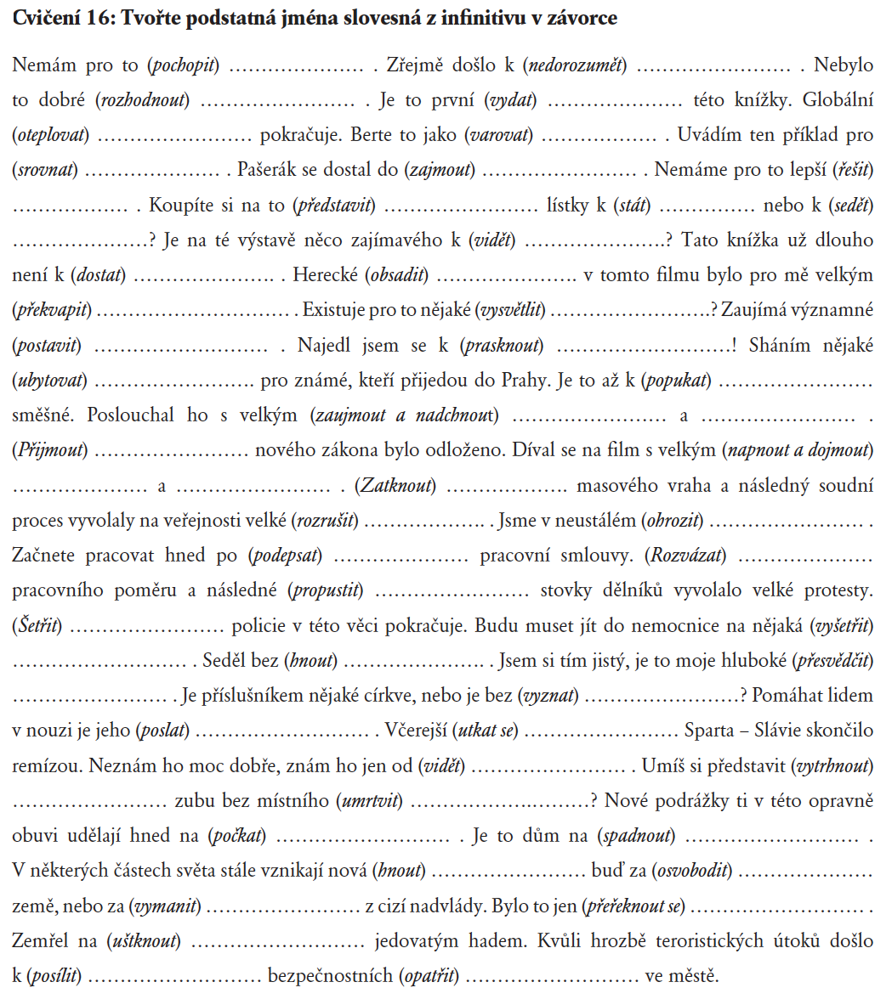 Cvičení 16: Tvořte podstatná jména slovesná z infinitivu v závorce
Nemám pro to (pochopit) ………………… . Zřejmě došlo k (nedorozumět) …………………… . Nebylo
to dobré (rozhodnout) …………………… . Je to první (vydat) ………………… této knížky. Globální
(oteplovat) …………………… pokračuje. Berte to jako (varovat) ……………… . Uvádím ten příklad pro
(srovnat) ………………… . Pašerák se dostal do (zajmout) …………………… . Nemáme pro to lepší (řešit)
……………… . Koupíte si na to (představit) …………………… lístky k (stát) …………… nebo k (sedět)
…………………? Je na té výstavě něco zajímavého k (vidět) ………………….? Tato knížka už dlouho
není k (dostat) …………………. . Herecké (obsadit) …………………. v tomto filmu bylo pro mě velkým
(překvapit) ………………………… . Existuje pro to nějaké (vysvětlit) …………………….? Zaujímá významné
(postavit) ……………………… . Najedl jsem se k (prasknout) ………………………! Sháním nějaké
(ubytovat) ……………………. pro známé, kteří přijedou do Prahy. Je to až k (popukat) ……………………
směšné. Poslouchal ho s velkým (zaujmout a nadchnout) …………………… a …………………… .
(Přijmout) …………………… nového zákona bylo odloženo. Díval se na film s velkým (napnout a dojmout)
…………………… a …………………… . (Zatknout) ………………. masového vraha a následný soudní
proces vyvolaly na veřejnosti velké (rozrušit) ………………. . Jsme v neustálém (ohrozit) …………………… .
Začnete pracovat hned po (podepsat) ………………… pracovní smlouvy. (Rozvázat) …………………
pracovního poměru a následné (propustit) …………………… stovky dělníků vyvolalo velké protesty.
(Šetřit) …………………… policie v této věci pokračuje. Budu muset jít do nemocnice na nějaká (vyšetřit)
……………………… . Seděl bez (hnout) …………………. . Jsem si tím jistý, je to moje hluboké (přesvědčit)
…………………… . Je příslušníkem nějaké církve, nebo je bez (vyznat) ……………………? Pomáhat lidem
v nouzi je jeho (poslat) ……………………… . Včerejší (utkat se) …………………… Sparta – Slávie skončilo
remízou. Neznám ho moc dobře, znám ho jen od (vidět) …………………… . Umíš si představit (vytrhnout)
…………………… zubu bez místního (umrtvit) ………………..………? Nové podrážky ti v této opravně
obuvi udělají hned na (počkat) ……………………… . Je to dům na (spadnout) ……………………… .
V některých částech světa stále vznikají nová (hnout) …………………… buď za (osvobodit) …………………
země, nebo za (vymanit) …………………… z cizí nadvlády. Bylo to jen (přeřeknout se) ……………………… .
Zemřel na (uštknout) ……………………… jedovatým hadem. Kvůli hrozbě teroristických útoků došlo
k (posílit) ……………………… bezpečnostních (opatřit) ……………………… ve městě.